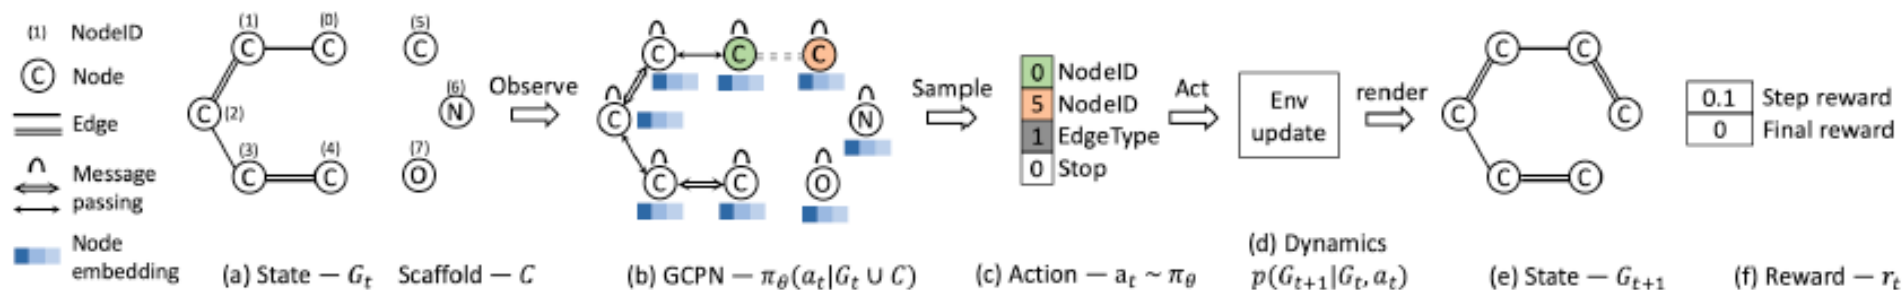 (1) NodeID
C Node
Edge
Message
passing
Node
embedding
(1) (0) (5)
C C C
(6)
C (2) N
(3) (4) (7)
C C O
(a) State — G_t Scaffold — C
Observe
C C C
C N
C C O
(b) GCPN — π_θ(a_t|G_t ∪ C)
Sample
0 NodeID
5 NodeID
1 EdgeType
0 Stop
(c) Action — a_t ~ π_θ
Act
Env
update
(d) Dynamics
p(G_{t+1}|G_t, a_t)
render
C C
C C
C C
(e) State — G_{t+1}
0.1 Step reward
0 Final reward
(f) Reward — r_t